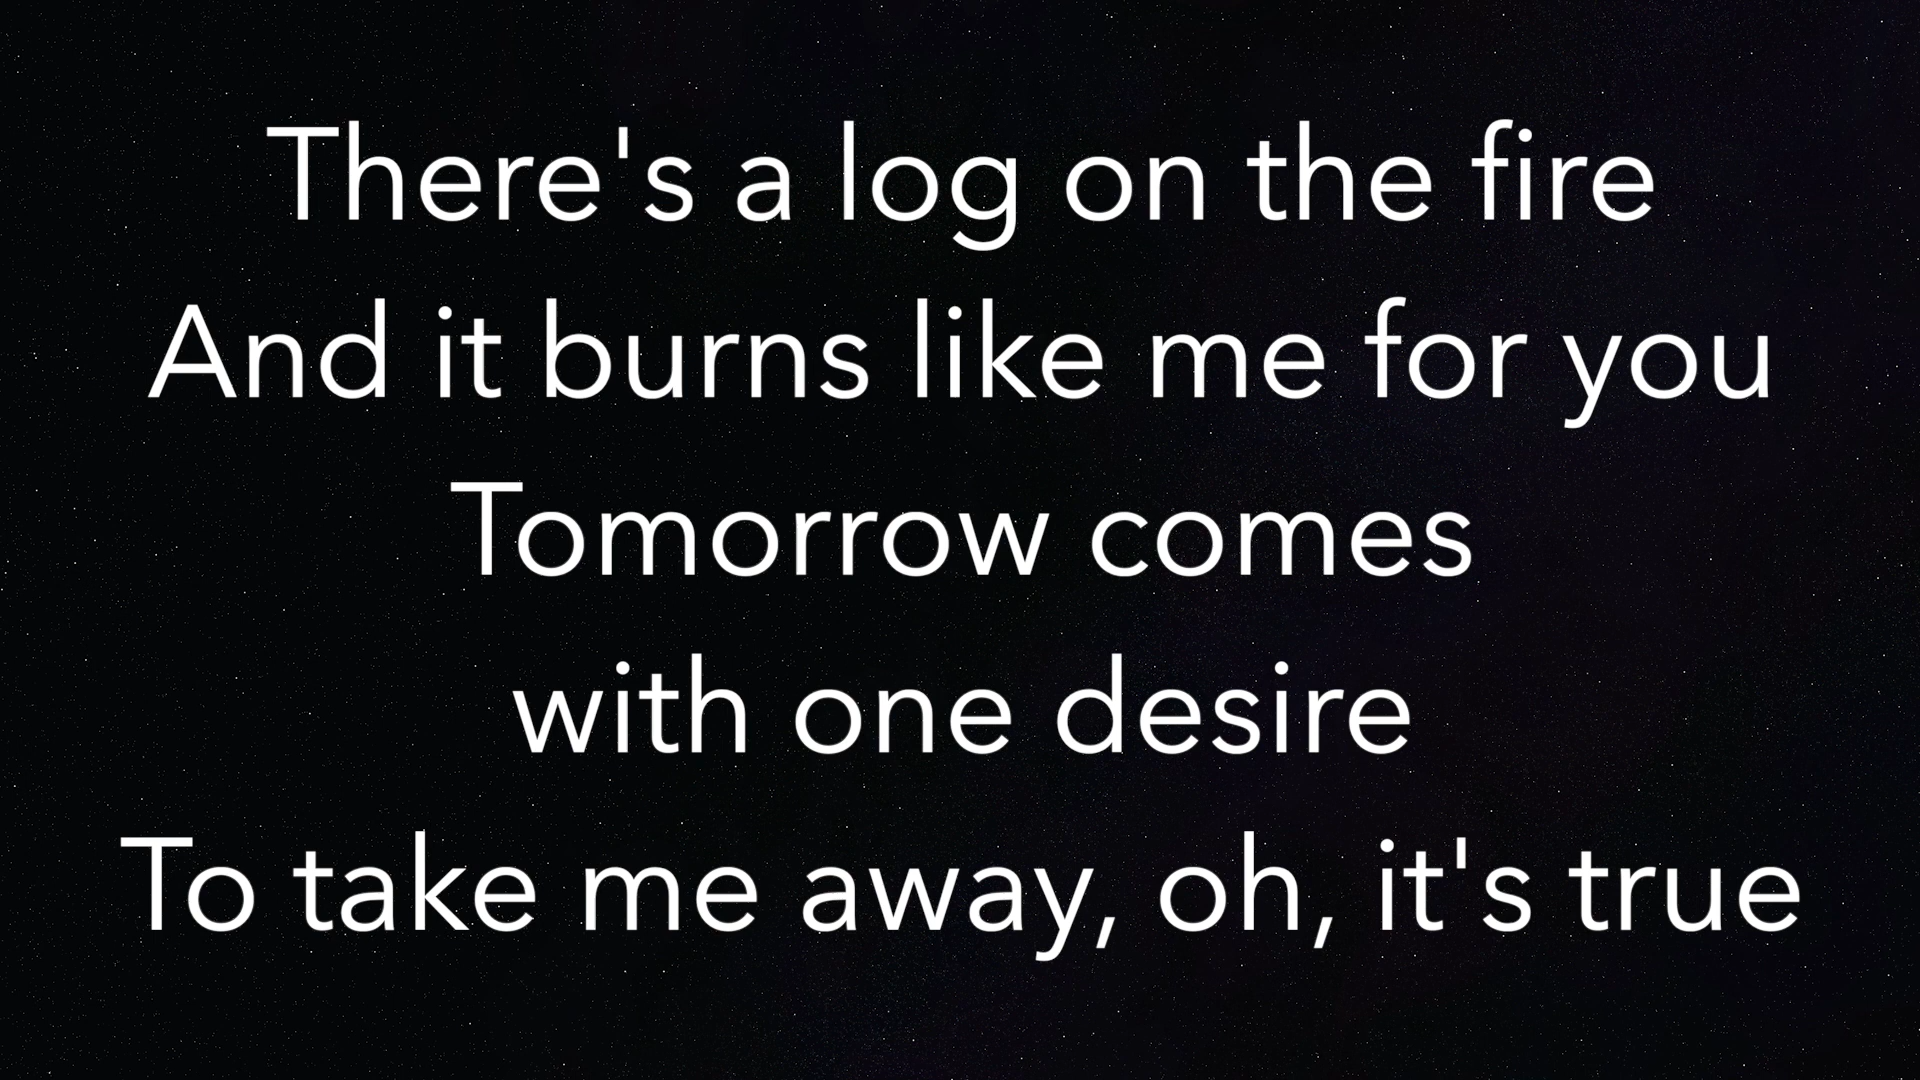 There's a log on the fire
And it burns like me for you
Tomorrow comes
with one desire
To take me away, oh, it's true